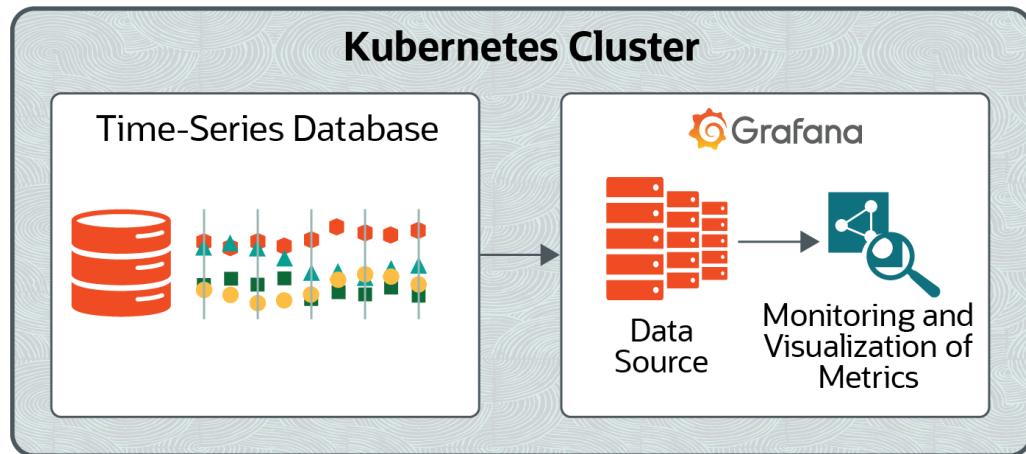 Kubernetes Cluster
Time-Series Database
Grafana
Data
Source
Monitoring and
Visualization of
Metrics